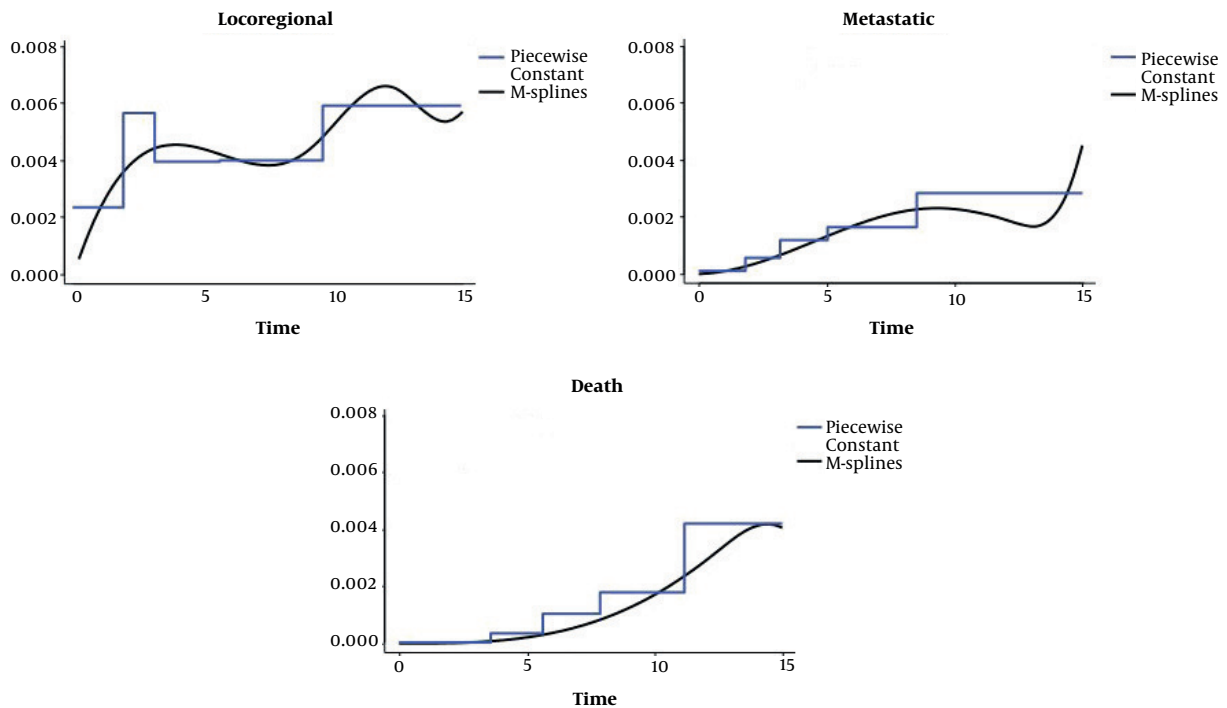 Locoregional
0.008
0.006
0.004
0.002
0.000
0
5
10
15
Time
Piecewise
Constant
M-splines
Metastatic
0.008
0.006
0.004
0.002
0.000
0
5
10
15
Time
Piecewise
Constant
M-splines
Death
0.008
0.006
0.004
0.002
0.000
0
5
10
15
Time
Piecewise
Constant
M-splines